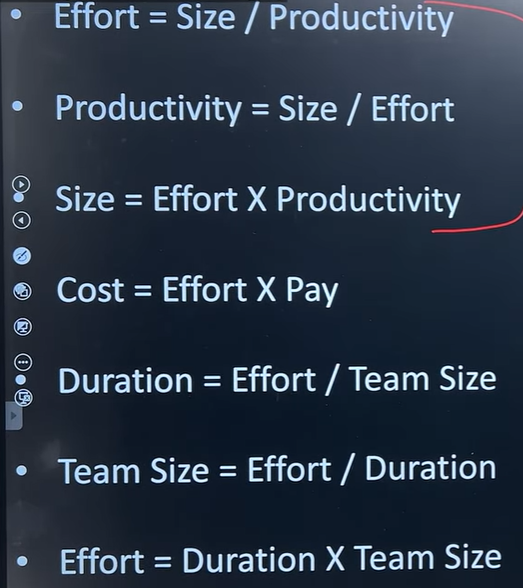 • Effort = Size / Productivity
• Productivity = Size / Effort
Size = Effort X Productivity
Cost = Effort X Pay
Duration = Effort / Team Size
• Team Size = Effort / Duration
• Effort = Duration X Team Size